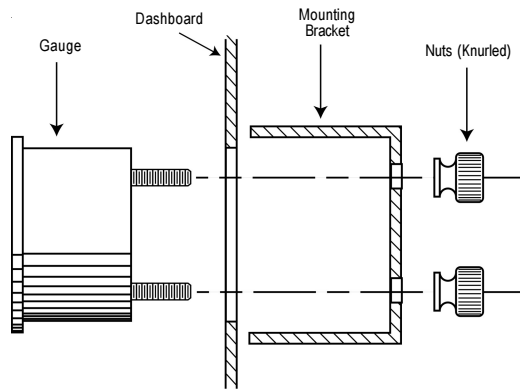 Gauge
Dashboard
Mounting
Bracket
Nuts (Knurled)